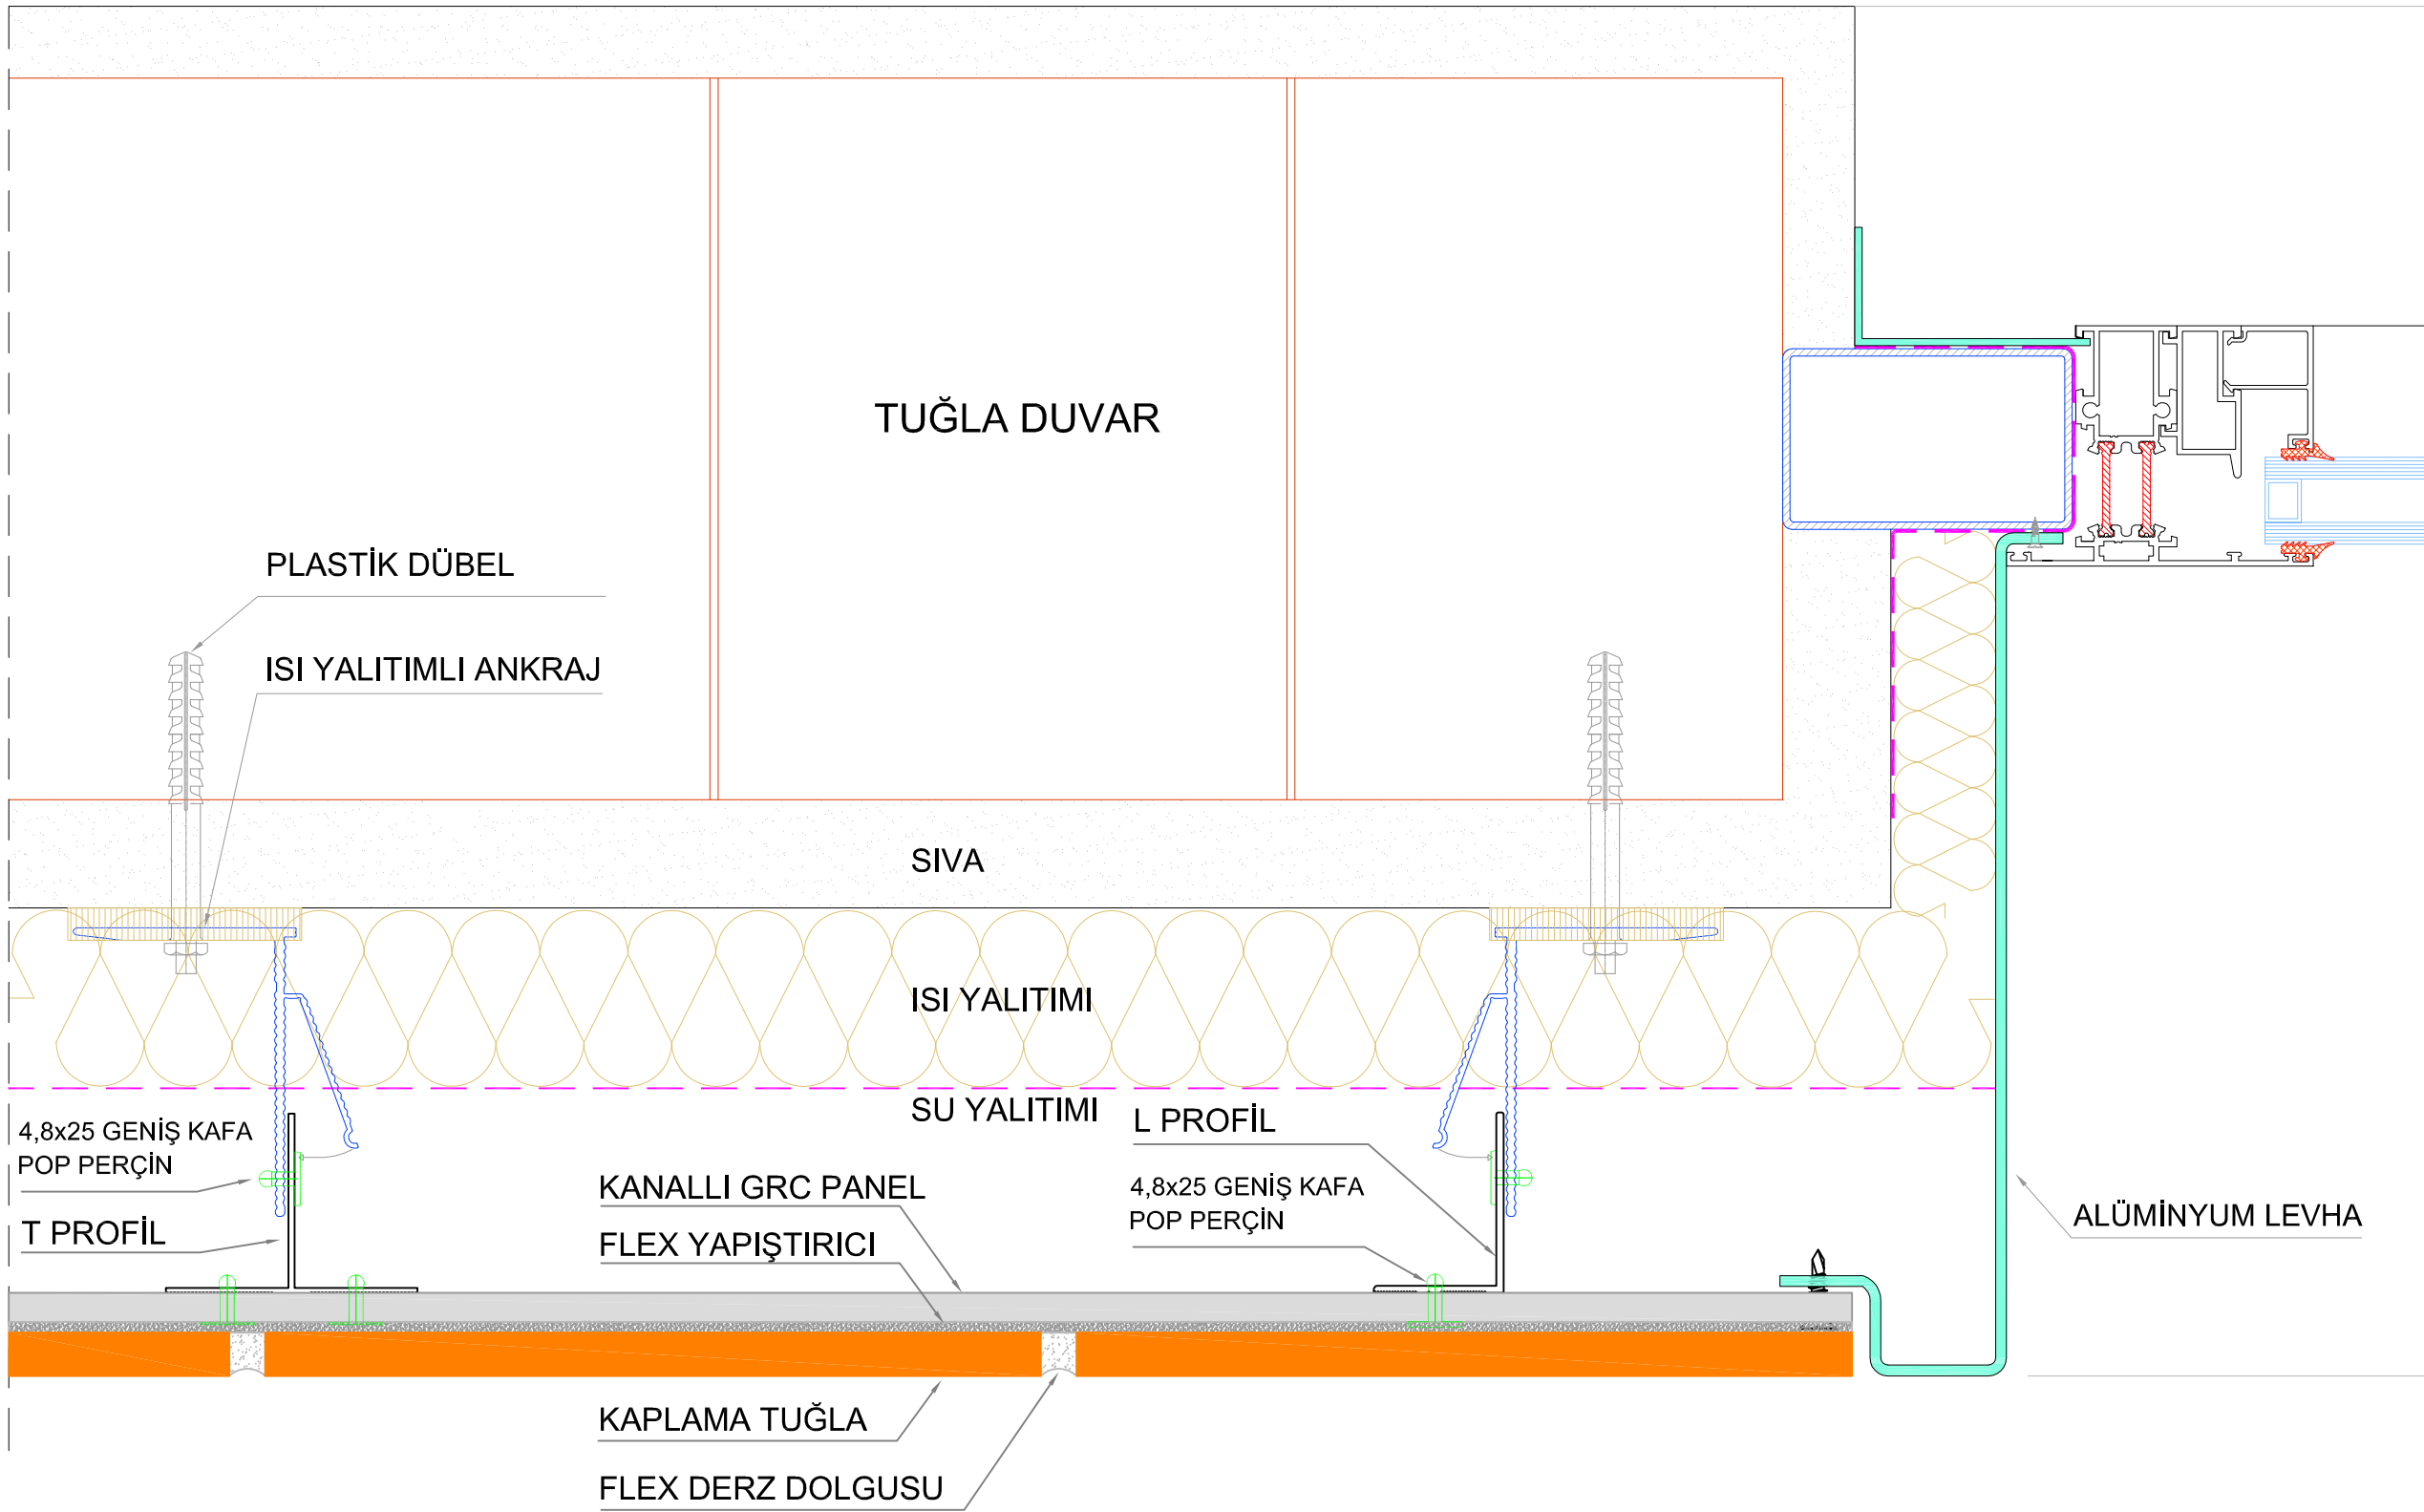 TUĞLA DUVAR
PLASTİK DÜBEL
ISI YALITIMLI ANKRAJ
SIVA
ISI YALITIMI
SU YALITIMI
4,8x25 GENİŞ KAFA
POP PERÇİN
T PROFİL
KANALLI GRC PANEL
FLEX YAPIŞTIRICI
L PROFİL
4,8x25 GENİŞ KAFA
POP PERÇİN
ALÜMİNYUM LEVHA
KAPLAMA TUĞLA
FLEX DERZ DOLGUSU